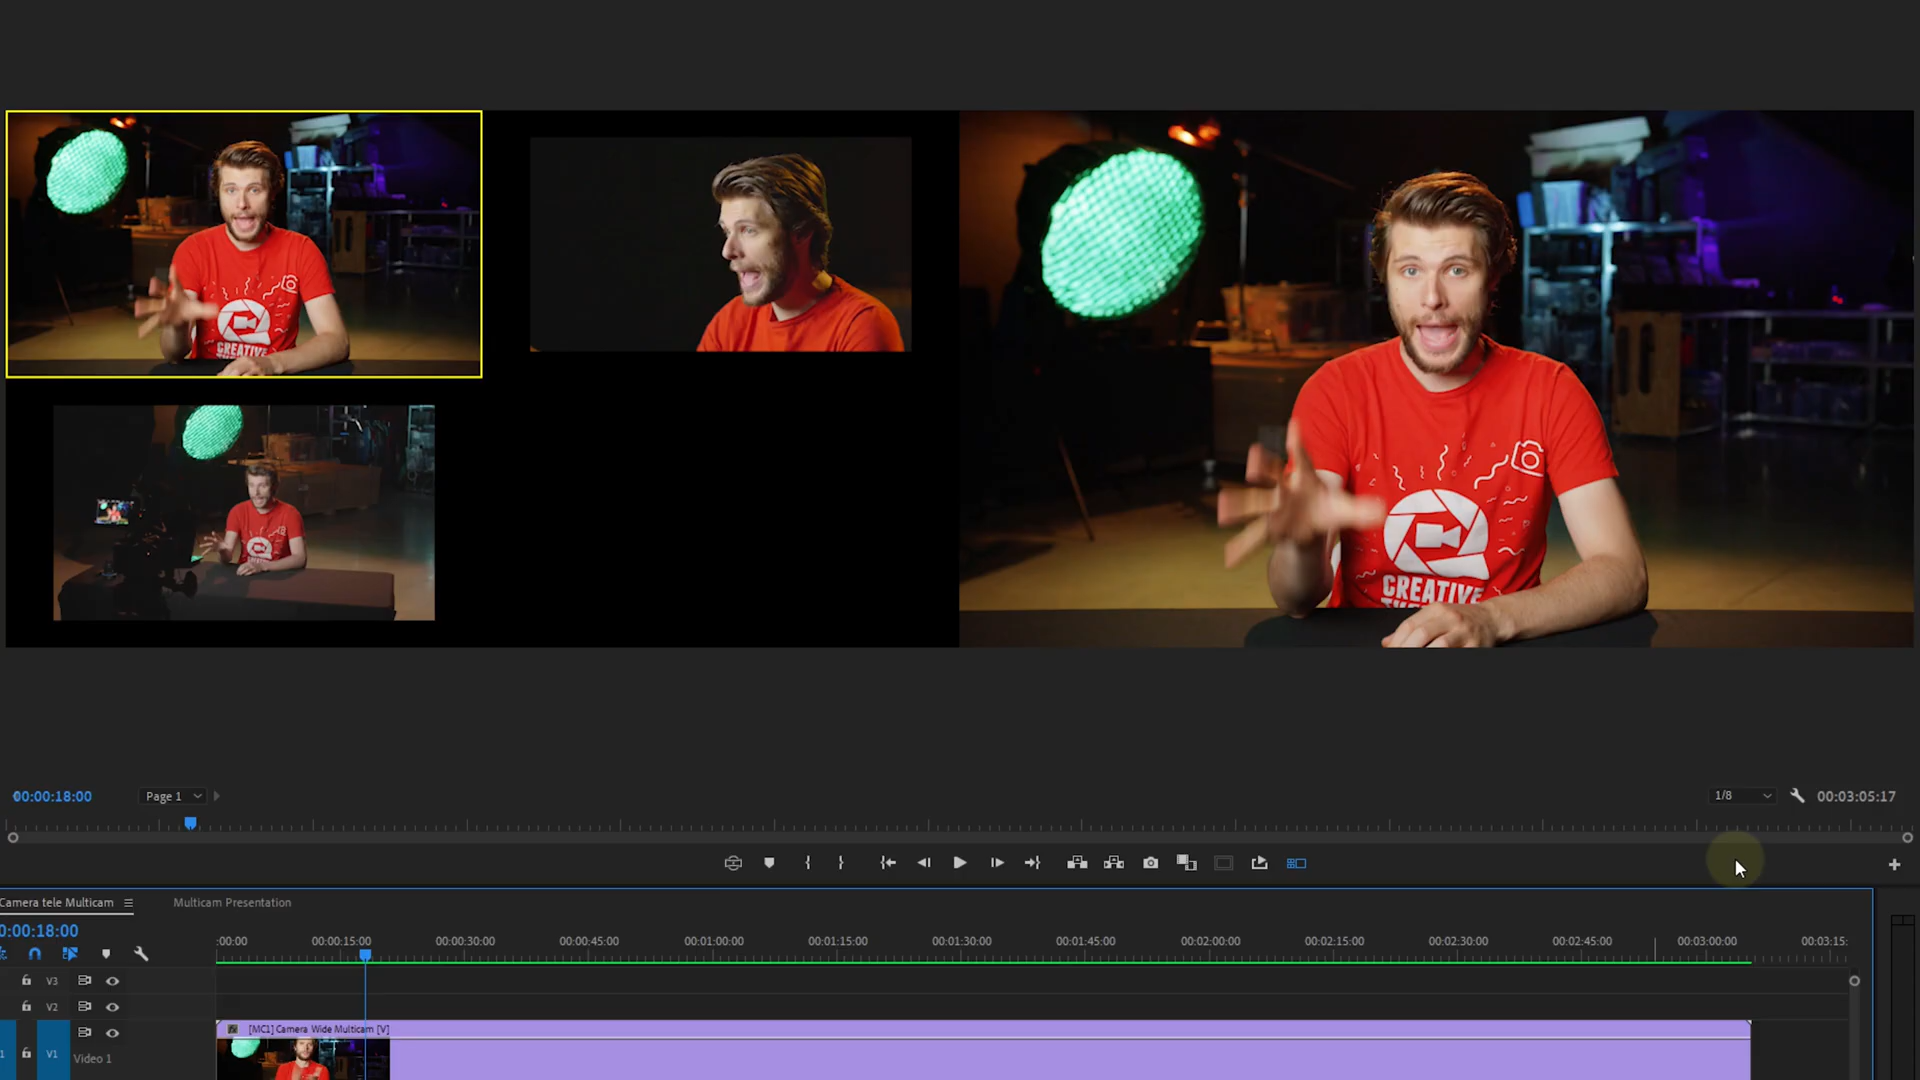 CREATIVE
CREATIVE
00:00:18:00
Page 1
1/8
00:03:05:17
Camera tele Multicam
Multicam Presentation
0:00:18:00
:00:00
00:00:15:00
00:00:30:00
00:00:45:00
00:01:00:00
00:01:15:00
00:01:30:00
00:01:45:00
00:02:00:00
00:02:15:00
00:02:30:00
00:02:45:00
00:03:00:00
00:03:15:
V3
V2
[MC1] Camera Wide Multicam [V]
V1
Video 1